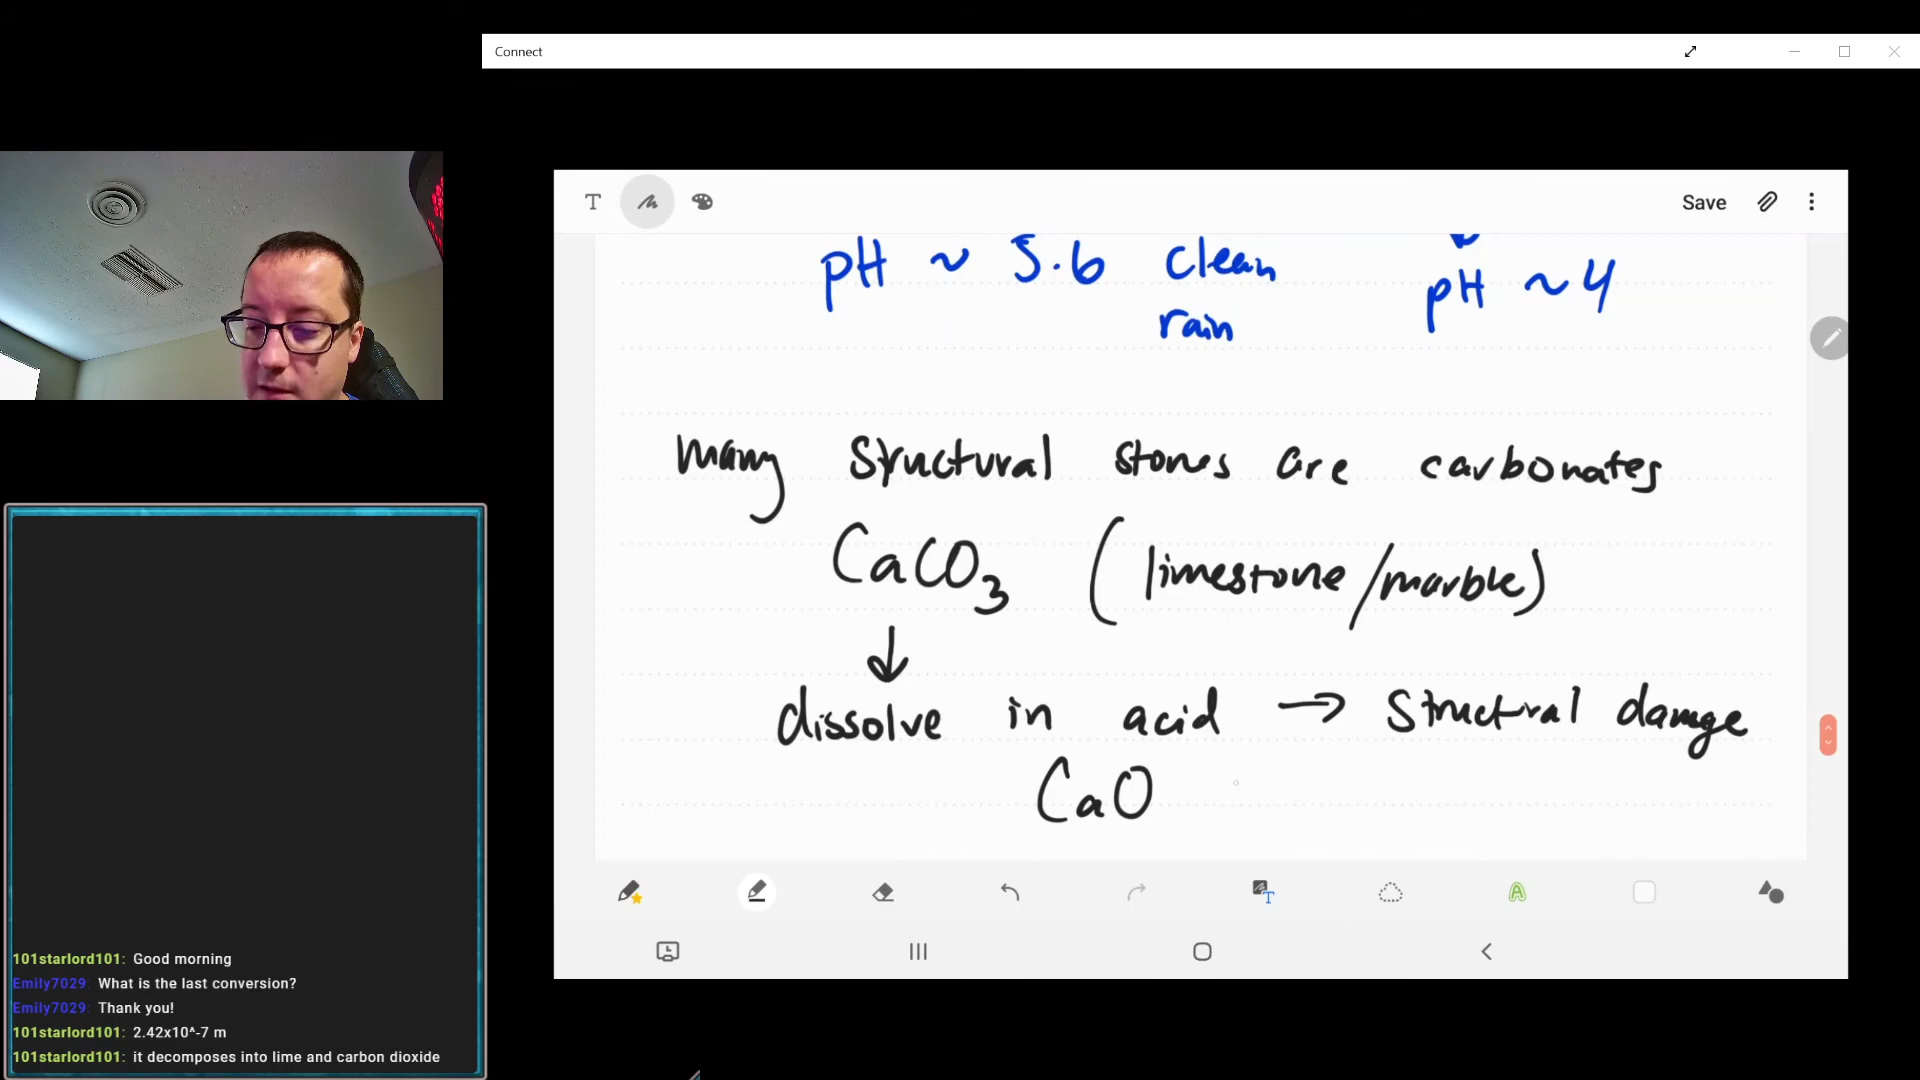 Connect
T
Save
pH ~ 5.6 clean
rain
pH ~ 4
many structural stones are carbonates
CaCO3 (limestone/marble)
↓
dissolve in acid → structural damage
CaO
A
T
101starlord101: Good morning
Emily7029: What is the last conversion?
Emily7029: Thank you!
101starlord101: 2.42x10^-7 m
101starlord101: it decomposes into lime and carbon dioxide